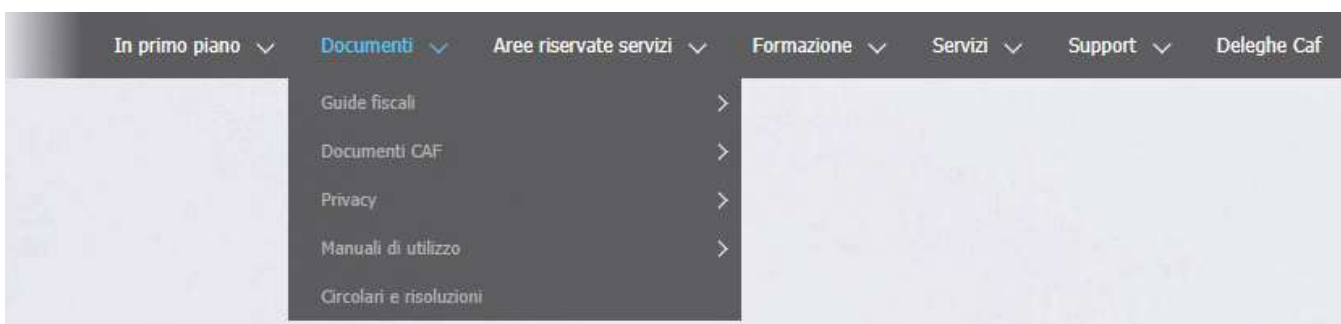 In primo piano Documenti Aree riservate servizi Formazione Servizi Support Deleghe Caf
Guide fiscali
Documenti CAF
Privacy
Manuali di utilizzo
Circolari e risoluzioni